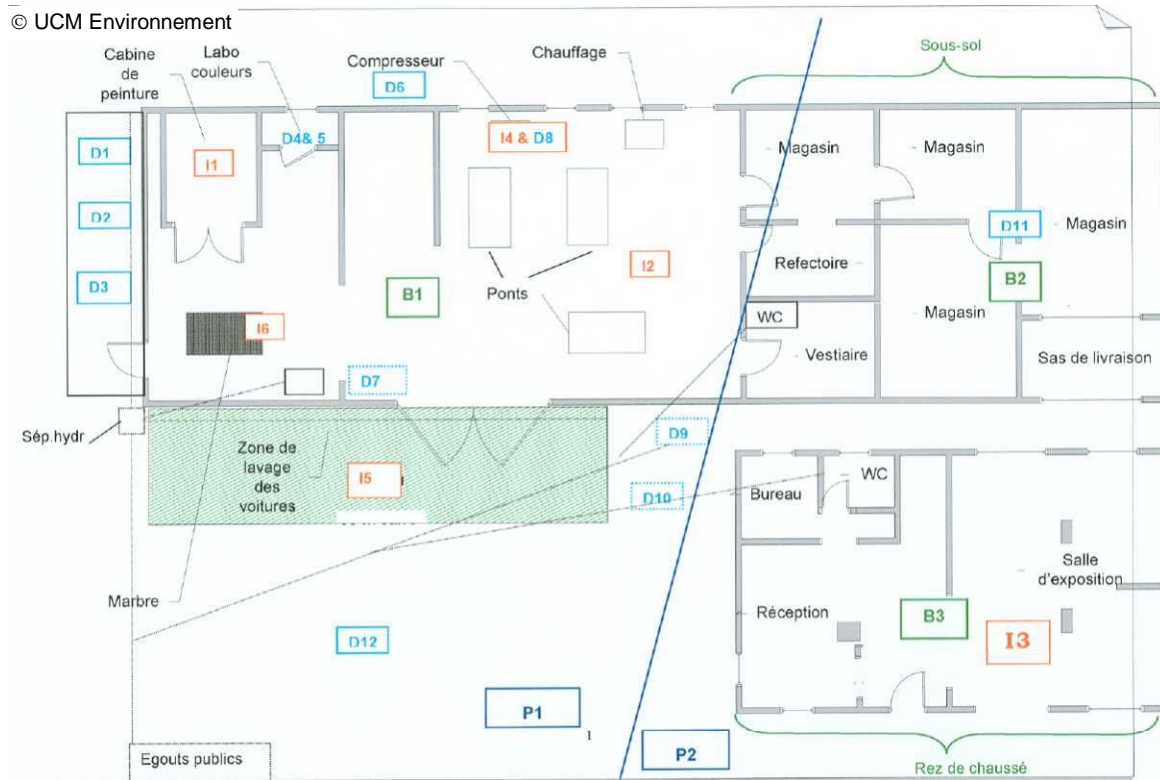 © UCM Environnement
Cabine
de
peinture
Labo
couleurs
Compresseur
Chauffage
Sous-sol
D6
D1
D4& 5
I4 & D8
Magasin
Magasin
I1
D2
D11
Magasin
I2
Refectoire
D3
B1
Ponts
B2
I6
WC
Magasin
Vestiaire
Sas de livraison
D7
Sép.hydr
Zone de
lavage
des
voitures
D9
I5
WC
D10
Bureau
Salle
d'exposition
Marbre
Réception
B3
I3
D12
P1
1
P2
Egouts publics
Rez de chaussé